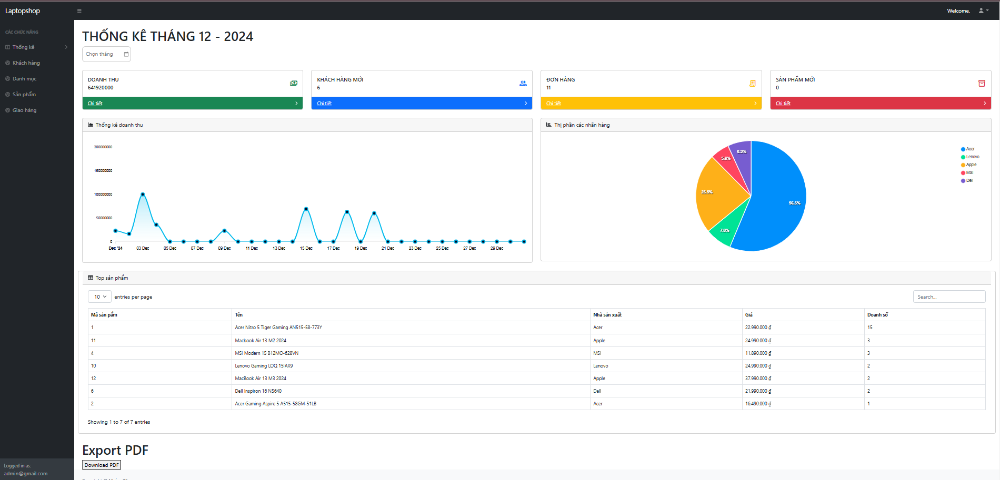 Laptopshop
Welcome,
CÁC CHỨC NĂNG
Thống kê
Khách hàng
Danh mục
Sản phẩm
Giao hàng
Logged in as:
admin@gmail.com
THỐNG KÊ THÁNG 12 - 2024
Chọn tháng
DOANH THU
641920000
Chi tiết
KHÁCH HÀNG MỚI
6
Chi tiết
ĐƠN HÀNG
11
Chi tiết
SẢN PHẨM MỚI
0
Chi tiết
Thống kê doanh thu
200000000
150000000
100000000
50000000
0
Dec '24 03 Dec 05 Dec 07 Dec 09 Dec 11 Dec 13 Dec 15 Dec 17 Dec 19 Dec 21 Dec 23 Dec 25 Dec 27 Dec 29 Dec
Thị phần các nhãn hàng
6.9%
5.6%
23.5%
56.3%
7.8%
Acer
Lenovo
Apple
MSI
Dell
Top sản phẩm
10 entries per page
Search...
Mã sản pẩm Tên Nhà sản xuất Giá Doanh số
1 Acer Nitro 5 Tiger Gaming AN515-58-773Y Acer 22.990.000 ₫ 15
11 Macbook Air 13 M2 2024 Apple 24.990.000 ₫ 3
4 MSI Modern 15 B12MO-628VN MSI 11.890.000 ₫ 3
10 Lenovo Gaming LOQ 15IAX9 Lenovo 24.990.000 ₫ 2
12 MacBook Air 13 M3 2024 Apple 37.990.000 ₫ 2
6 Dell Inspiron 16 N5640 Dell 21.990.000 ₫ 2
2 Acer Gaming Aspire 5 A515-58GM-51LB Acer 16.490.000 ₫ 1
Showing 1 to 7 of 7 entries
Export PDF
Download PDF